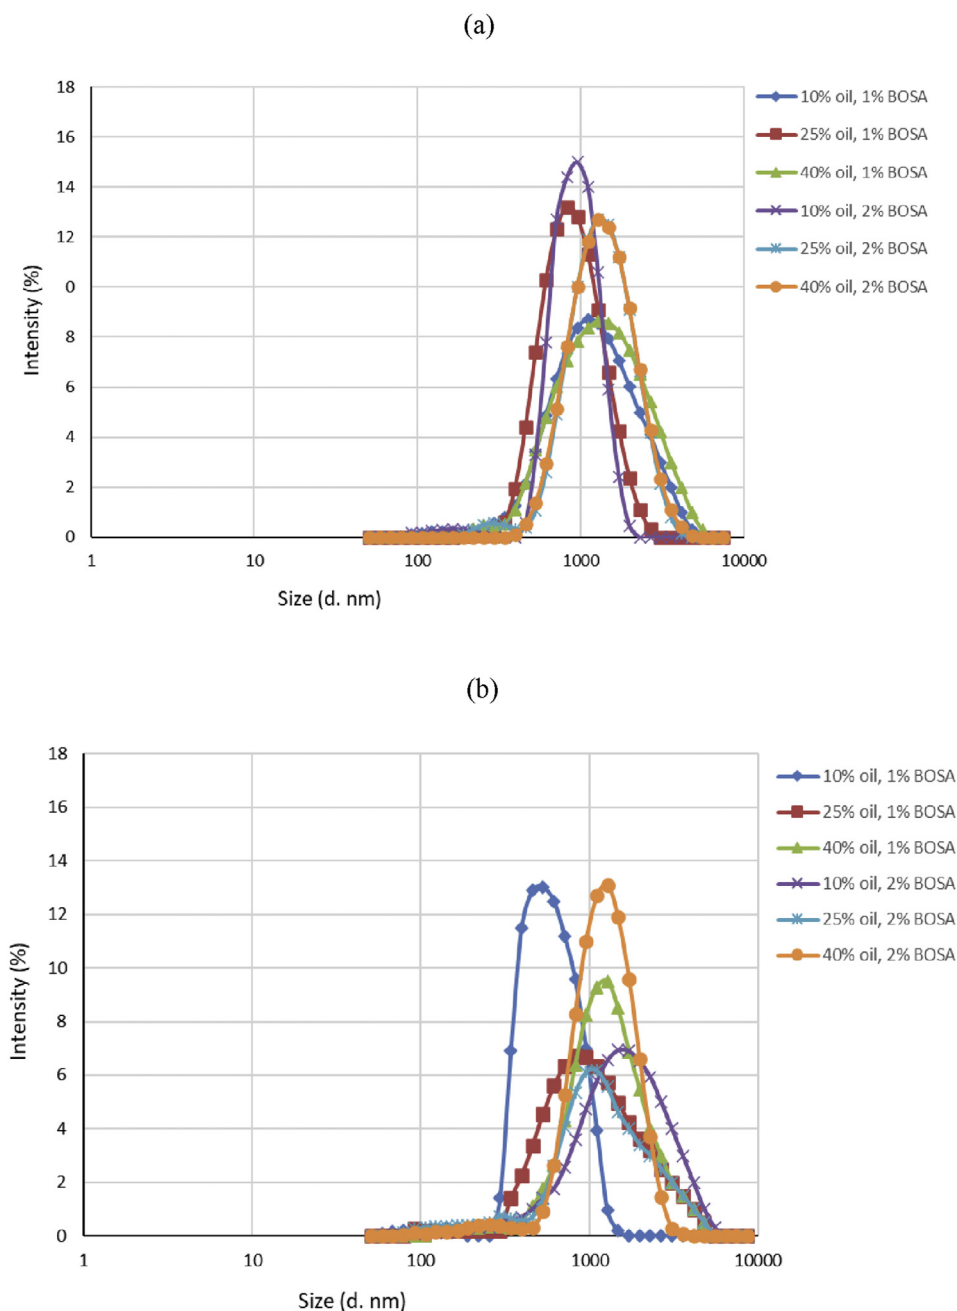 (a)
18
16
14
12
0
8
6
4
2
0
Intensity (%)
1
10
100
1000
10000
Size (d. nm)
10% oil, 1% BOSA
25% oil, 1% BOSA
40% oil, 1% BOSA
10% oil, 2% BOSA
25% oil, 2% BOSA
40% oil, 2% BOSA
(b)
18
16
14
12
10
8
6
4
2
0
Intensity (%)
1
10
100
1000
10000
Size (d. nm)
10% oil, 1% BOSA
25% oil, 1% BOSA
40% oil, 1% BOSA
10% oil, 2% BOSA
25% oil, 2% BOSA
40% oil, 2% BOSA